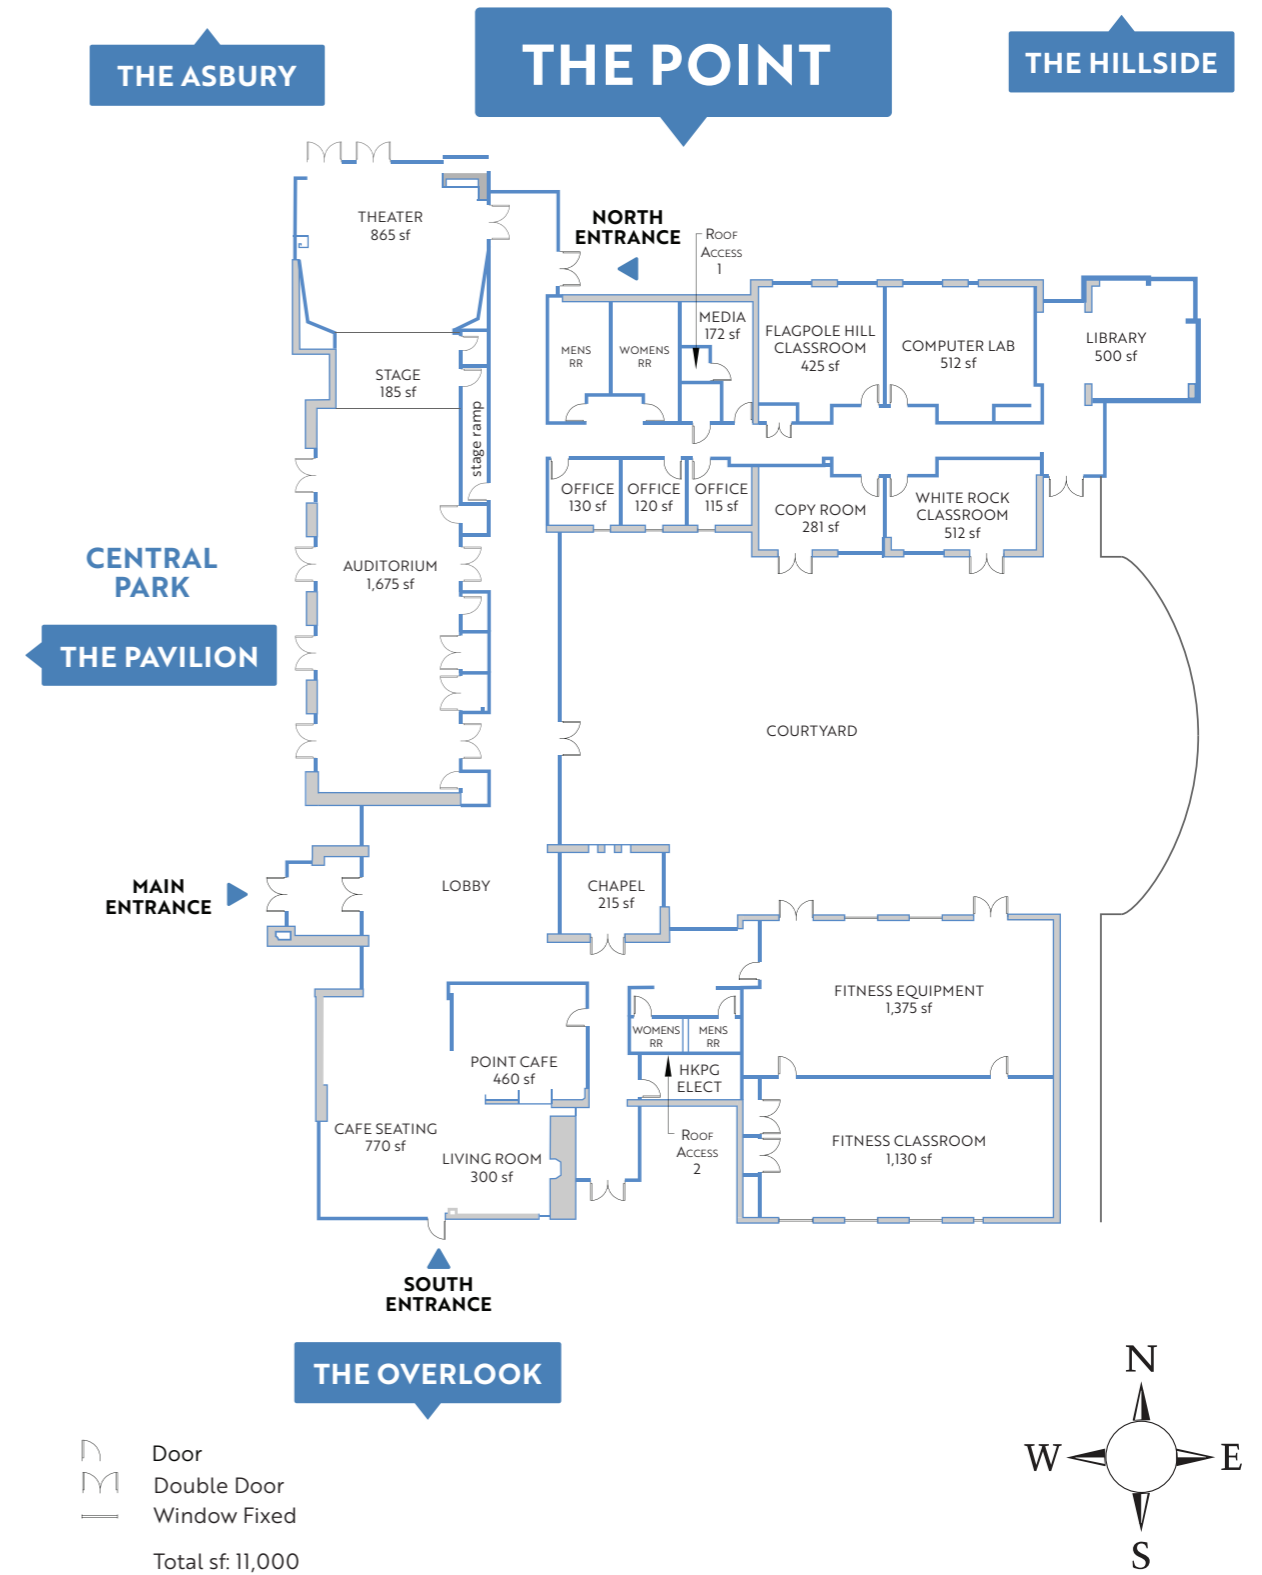 THE ASBURY
THE POINT
THE HILLSIDE
THEATER
865 sf
NORTH
ENTRANCE
ROOF
ACCESS
1
MEDIA
172 sf
MENS
RR
WOMENS
RR
FLAGPOLE HILL
CLASSROOM
425 sf
COMPUTER LAB
512 sf
LIBRARY
500 sf
STAGE
185 sf
stage ramp
OFFICE
130 sf
OFFICE
120 sf
OFFICE
115 sf
COPY ROOM
281 sf
WHITE ROCK
CLASSROOM
512 sf
CENTRAL
PARK
THE PAVILION
AUDITORIUM
1,675 sf
COURTYARD
MAIN
ENTRANCE
LOBBY
CHAPEL
215 sf
FITNESS EQUIPMENT
1,375 sf
WOMENS
RR
MENS
RR
POINT CAFE
460 sf
HKPG
ELECT
CAFE SEATING
770 sf
LIVING ROOM
300 sf
ROOF
ACCESS
2
FITNESS CLASSROOM
1,130 sf
SOUTH
ENTRANCE
THE OVERLOOK
Door
Double Door
Window Fixed
Total sf: 11,000
N
W
E
S